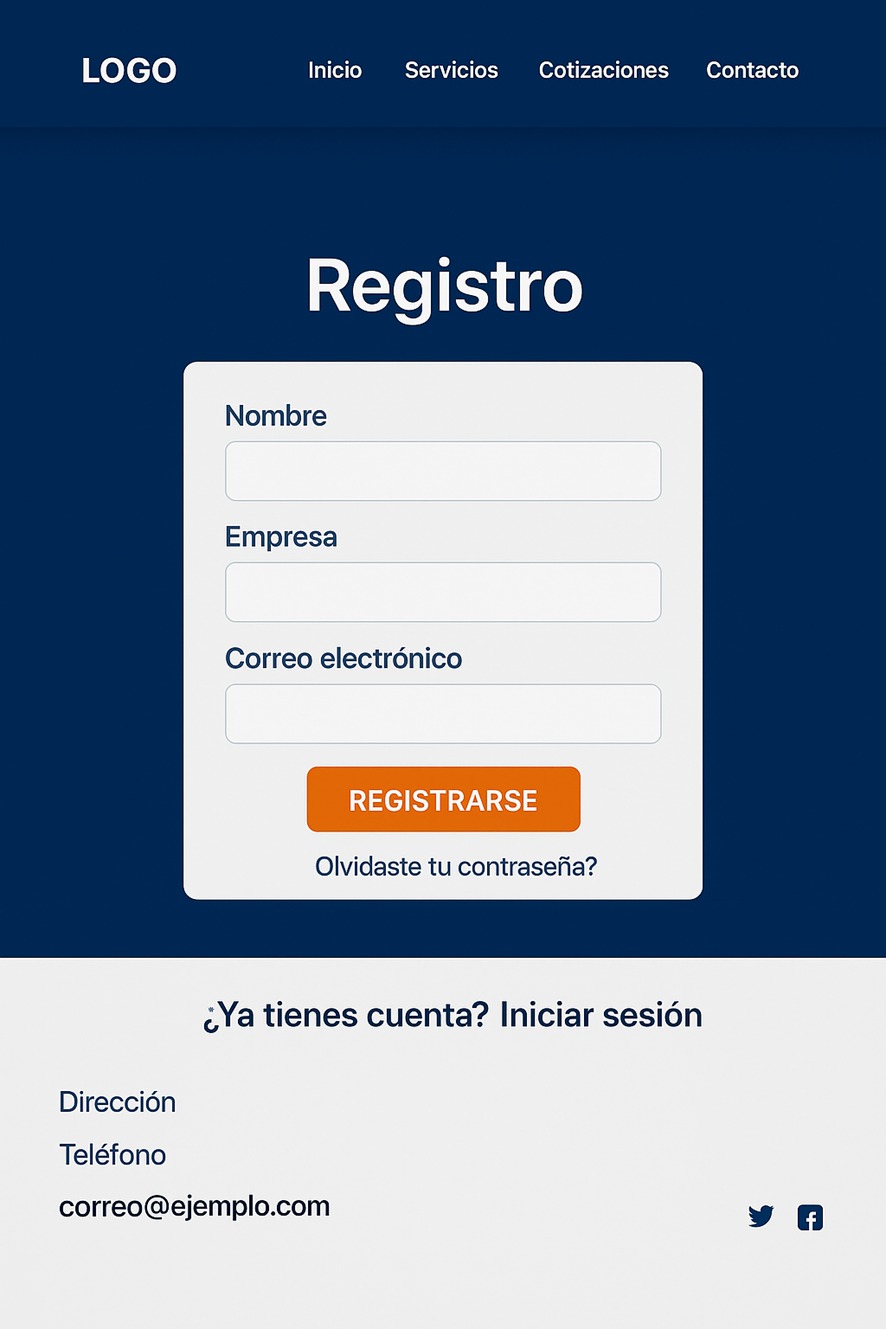 LOGO Inicio Servicios Cotizaciones Contacto
Registro
Nombre
Empresa
Correo electrónico
REGISTRARSE
Olvidaste tu contraseña?
¿Ya tienes cuenta? Iniciar sesión
Dirección
Teléfono
correo@ejemplo.com